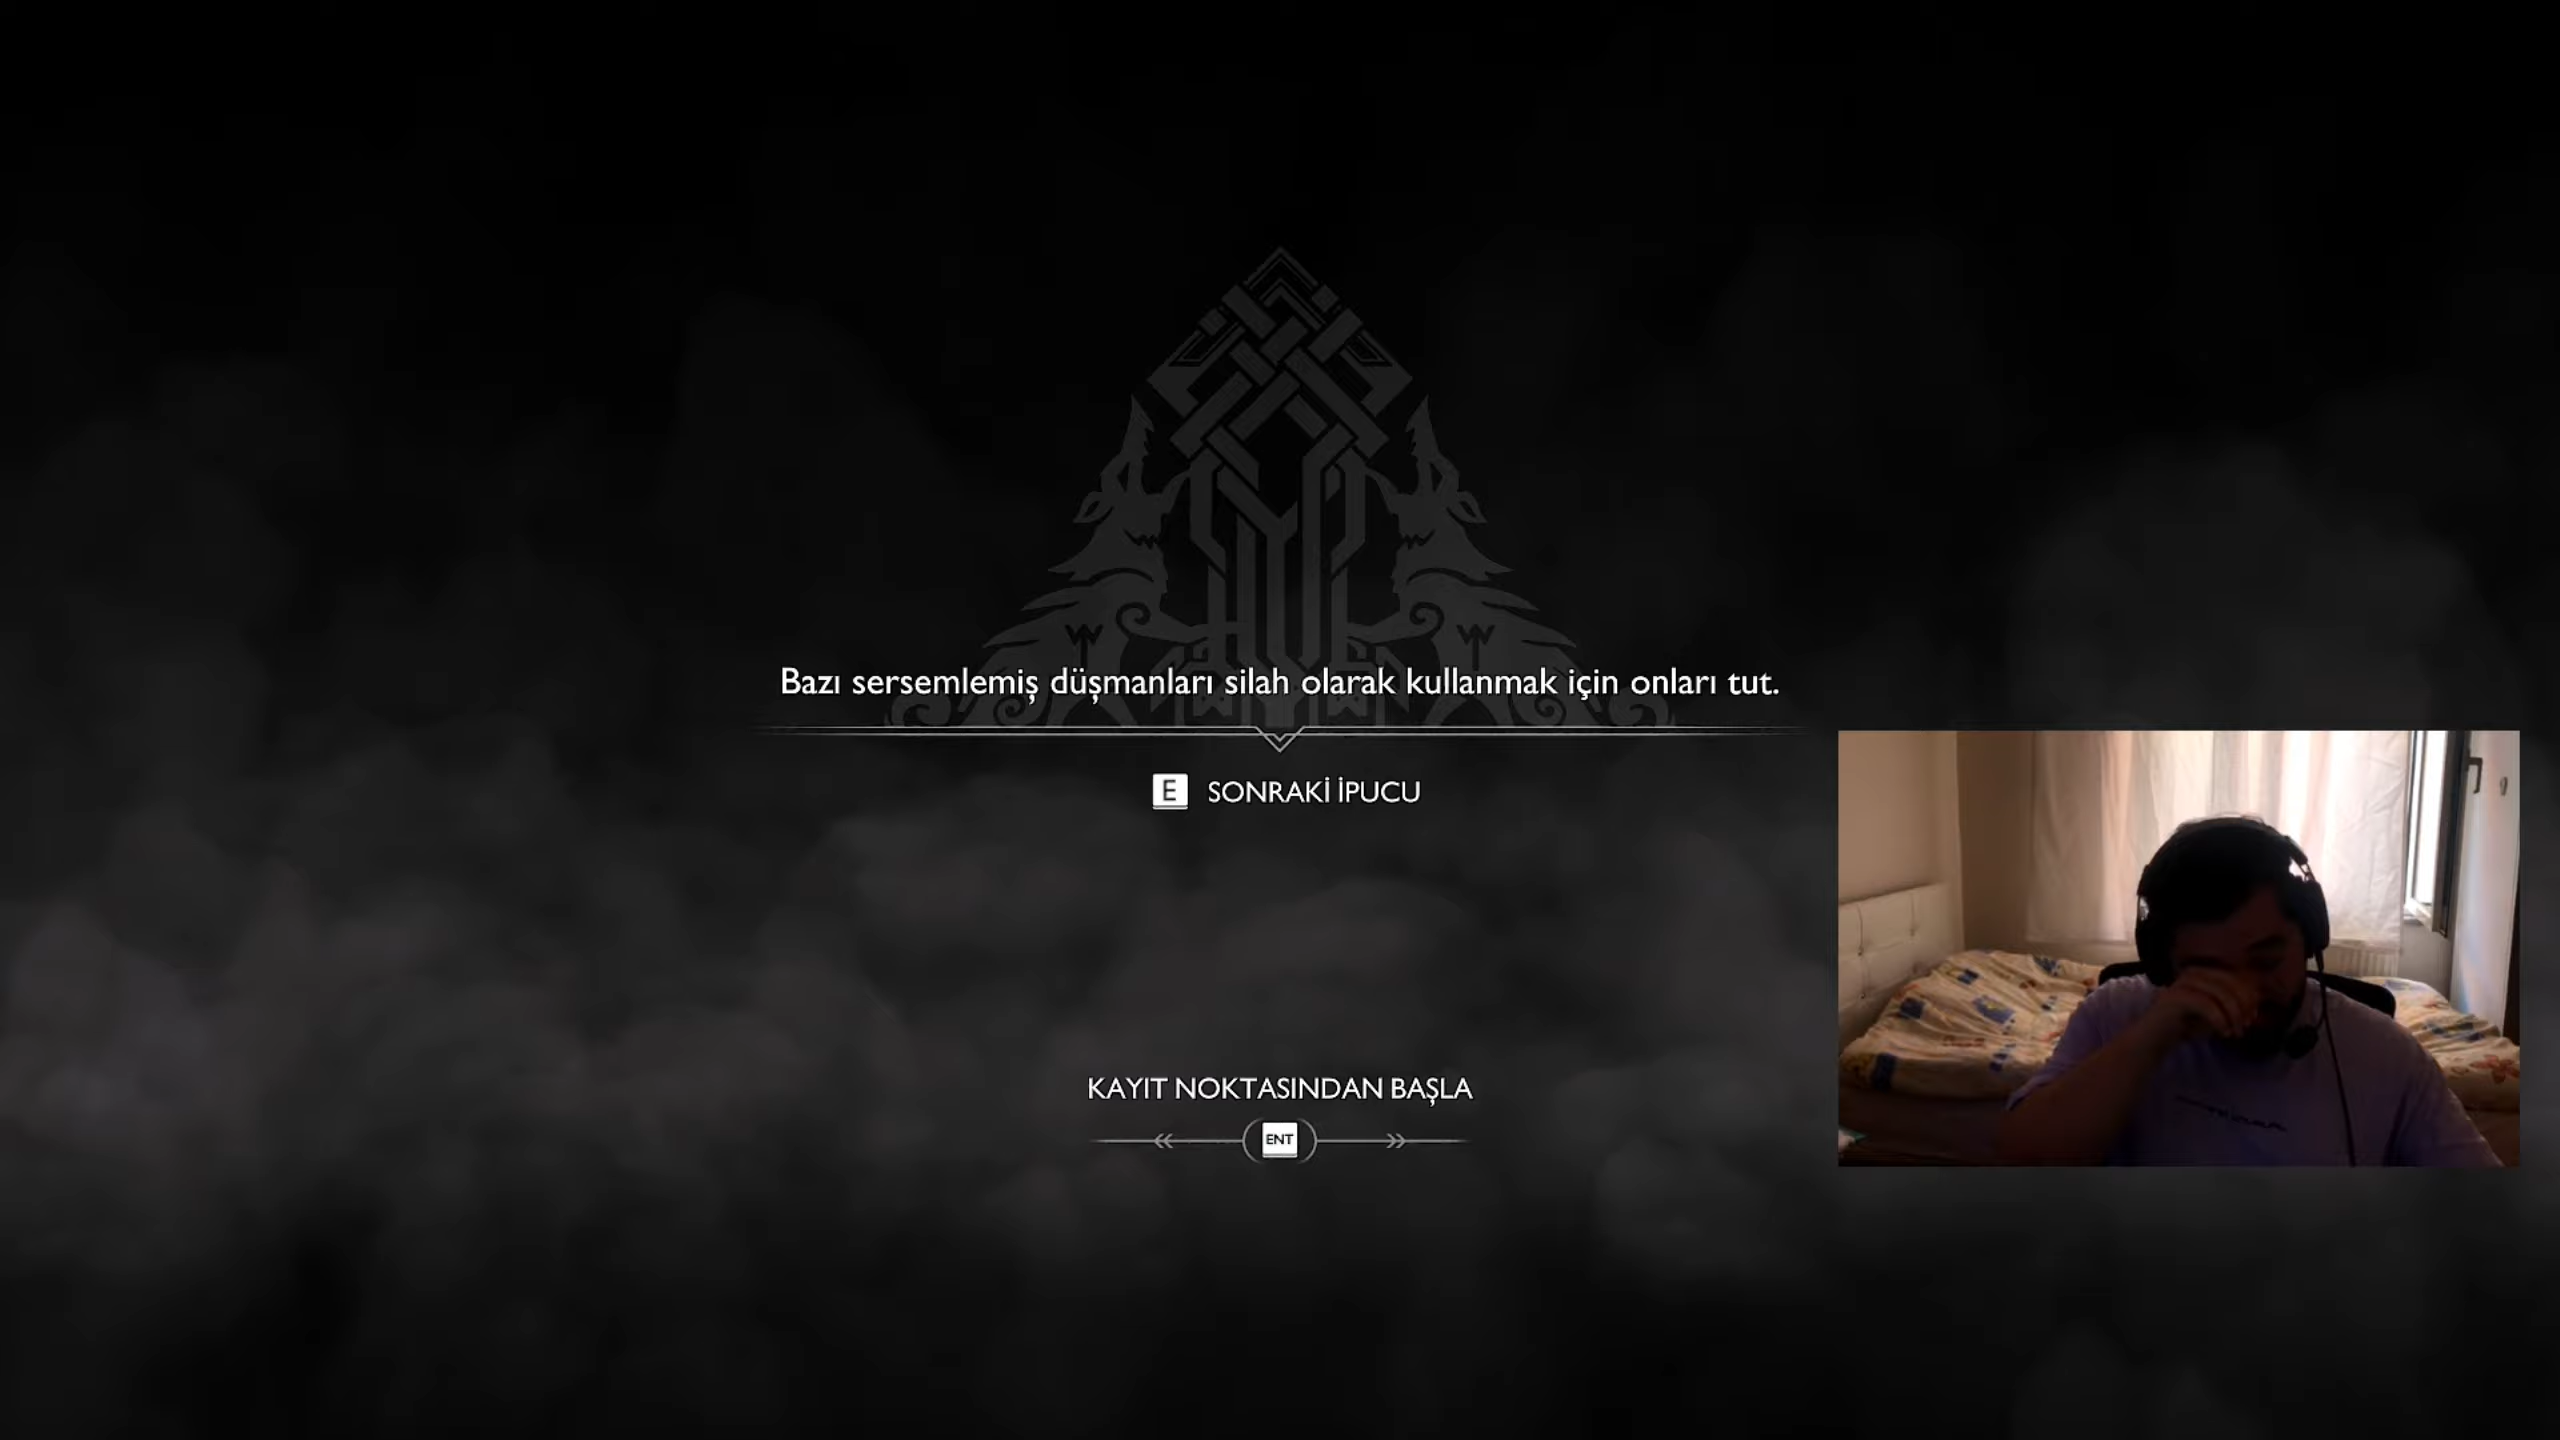 Bazı sersemlemiş düşmanları silah olarak kullanmak için onları tut.
E SONRAKİ İPUCU
KAYIT NOKTASINDAN BAŞLA
ENT